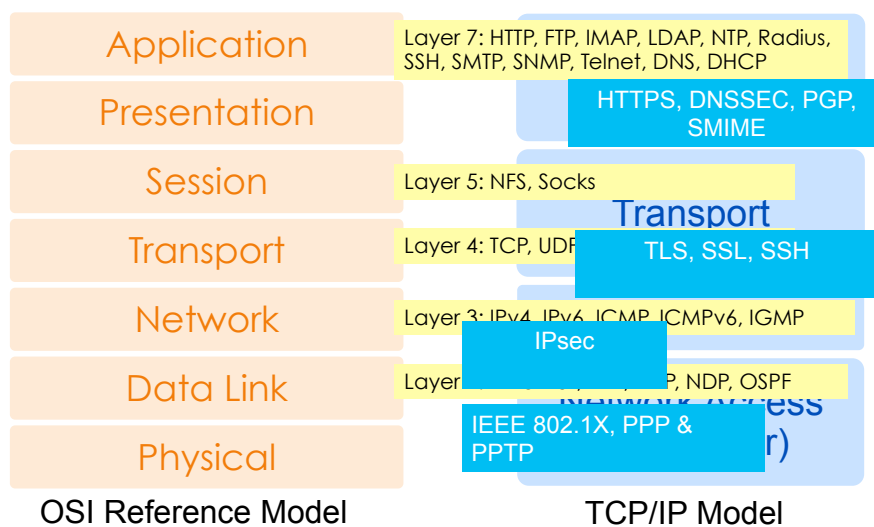 Application
Layer 7: HTTP, FTP, IMAP, LDAP, NTP, Radius,
SSH, SMTP, SNMP, Telnet, DNS, DHCP
Presentation
HTTPS, DNSSEC, PGP,
SMIME
Session
Layer 5: NFS, Socks
Transport
Transport
Layer 4: TCP, UDP
TLS, SSL, SSH
Network
Layer 3: IPv4, IPv6, ICMP, ICMPv6, IGMP
IPsec
Data Link
Layer
NDP, OSPF
Network Access
IEEE 802.1X, PPP &
PPTP
r)
Physical
OSI Reference Model
TCP/IP Model